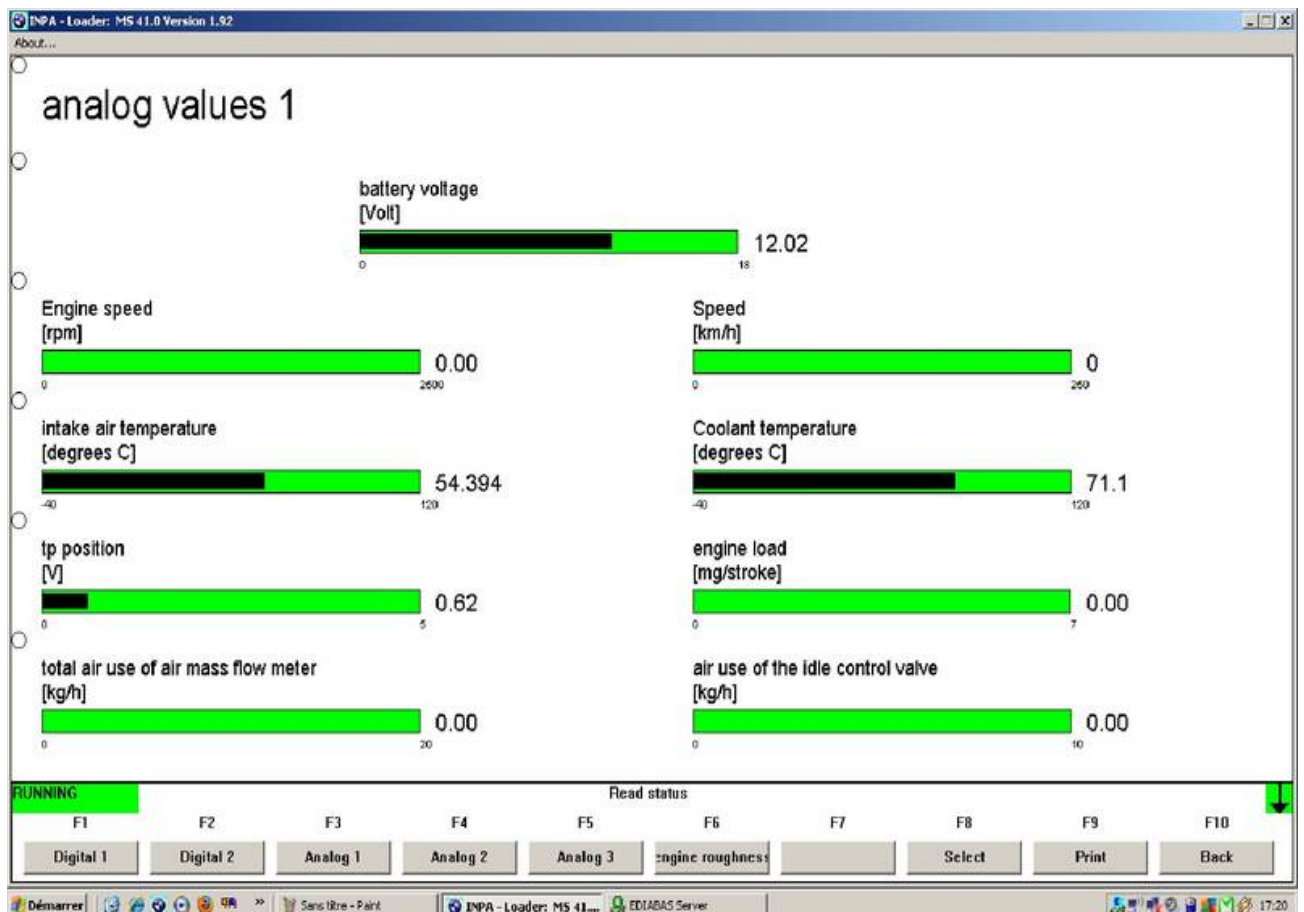 INPA - Loader: MS 41.0 Version 1.92
About...
analog values 1
battery voltage
[Volt]
12.02
0 18
Engine speed
[rpm]
0.00
0 2600
Speed
[km/h]
0
0 260
intake air temperature
[degrees C]
54.394
-40 120
Coolant temperature
[degrees C]
71.1
-40 120
tp position
[V]
0.62
0 5
engine load
[mg/stroke]
0.00
0 7
total air use of air mass flow meter
[kg/h]
0.00
0 20
air use of the idle control valve
[kg/h]
0.00
0 10
RUNNING Read status
F1 F2 F3 F4 F5 F6 F7 F8 F9 F10
Digital 1 Digital 2 Analog 1 Analog 2 Analog 3 engine roughness Select Print Back
Démarrer » Sans titre - Paint INPA - Loader: MS 41.... EDIABAS Server 17:20